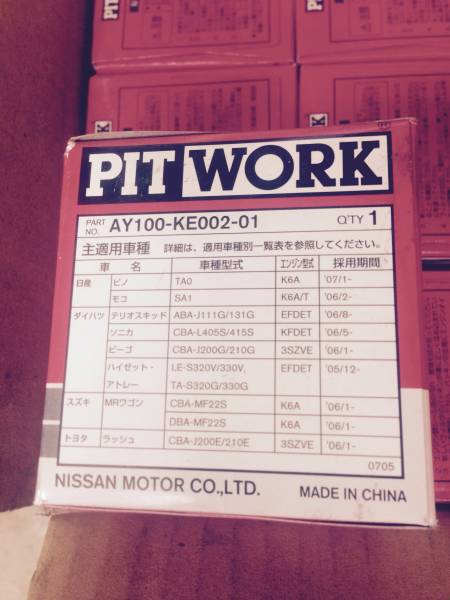 PIT WORK
PART NO. AY100-KE002-01 Q'TY 1
主適用車種 詳細は、適用車種別一覧表を参照してください。
車 名 車種型式 エンジン型式 採用期間
日産 ピノ TA0 K6A '07/1-
モコ SA1 K6A/T '06/2-
ダイハツ テリオスキッド ABA-J111G/131G EFDET '06/8-
ソニカ CBA-L405S/415S KFDET '06/5-
ビーゴ CBA-J200G/210G 3SZVE '06/1-
ハイゼット・アトレー LE-S320V/330V, EFDET '05/12-
TA-S320G/330G
スズキ MRワゴン CBA-MF22S K6A '06/1-
DBA-MF22S K6A '06/1-
トヨタ ラッシュ CBA-J200E/210E 3SZVE '06/1-
0705
NISSAN MOTOR CO.,LTD. MADE IN CHINA